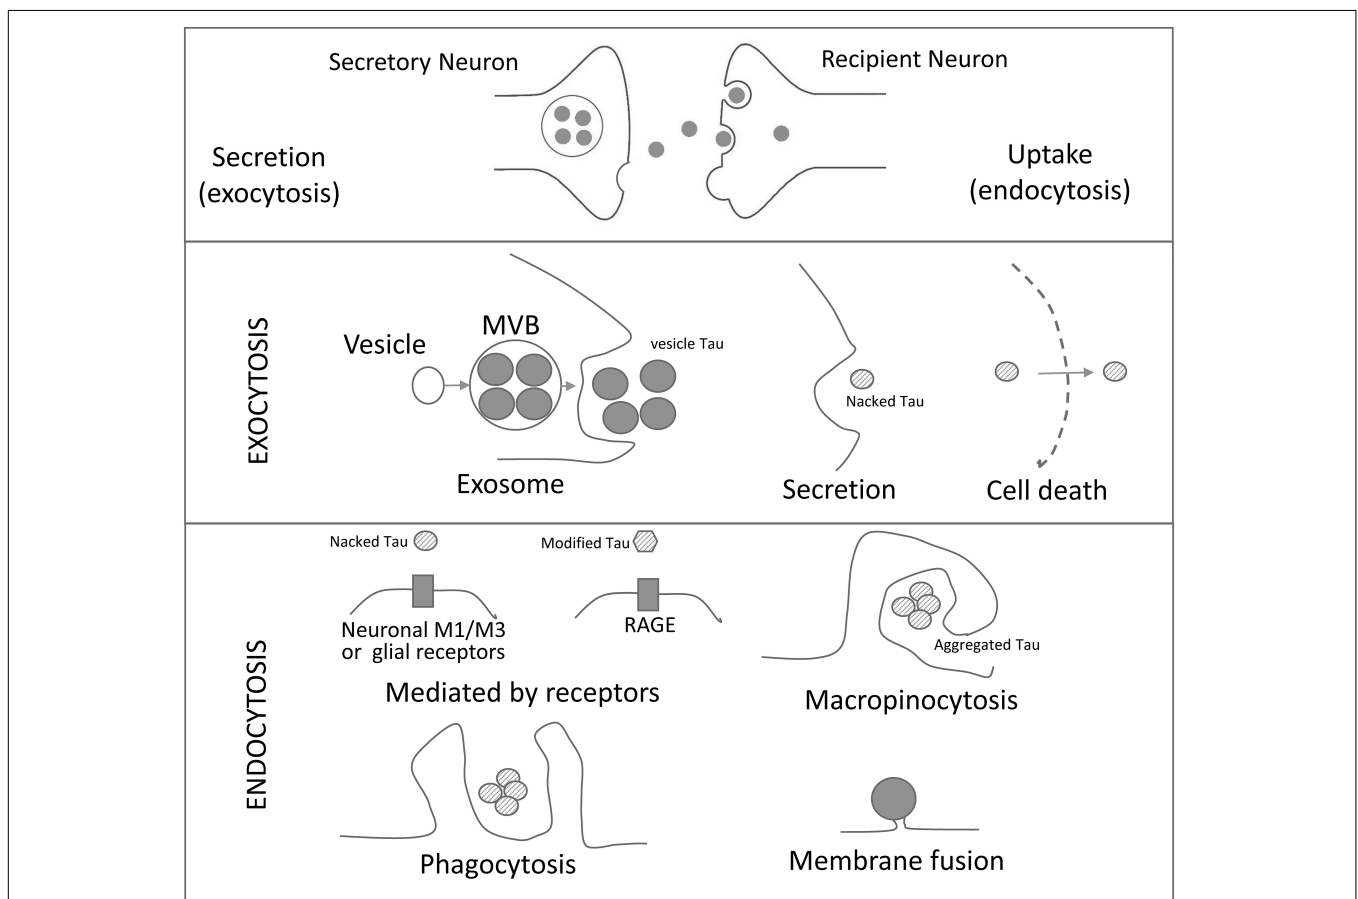 Secretory Neuron
Recipient Neuron
Secretion
(exocytosis)
Uptake
(endocytosis)
EXOCYTOSIS
Vesicle
MVB
vesicle Tau
Exosome
Nacked Tau
Secretion
Cell death
ENDOCYTOSIS
Nacked Tau
Modified Tau
Neuronal M1/M3
or glial receptors
RAGE
Mediated by receptors
Aggregated Tau
Macropinocytosis
Phagocytosis
Membrane fusion